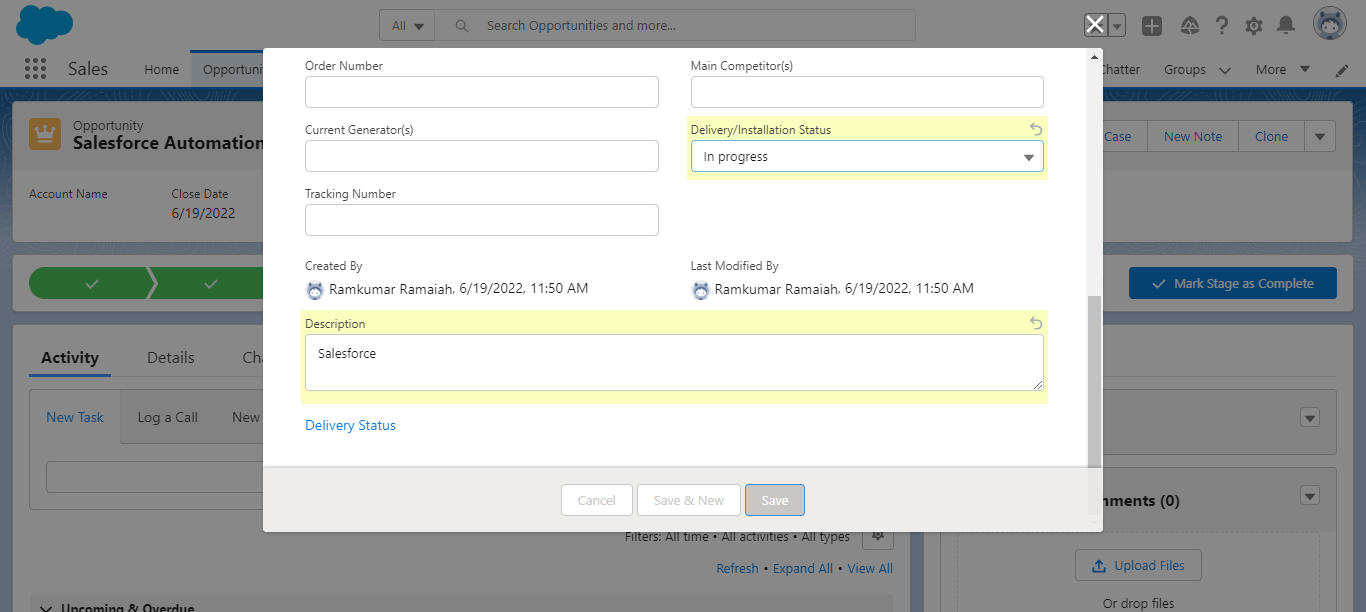 All
Search Opportunities and more...
Sales
Home
Opportuni
Chatter
Groups
More
Opportunity
Salesforce Automation
Case
New Note
Clone
Account Name
Close Date
6/19/2022
Mark Stage as Complete
Activity
Details
Cha
New Task
Log a Call
New
Order Number
Main Competitor(s)
Current Generator(s)
Delivery/Installation Status
In progress
Tracking Number
Created By
Last Modified By
Ramkumar Ramaiah, 6/19/2022, 11:50 AM
Ramkumar Ramaiah, 6/19/2022, 11:50 AM
Description
Salesforce
Delivery Status
Cancel
Save & New
Save
Filters: All time • All activities • All types
Refresh • Expand All • View All
Upcoming & Overdue
hments (0)
Upload Files
Or drop files